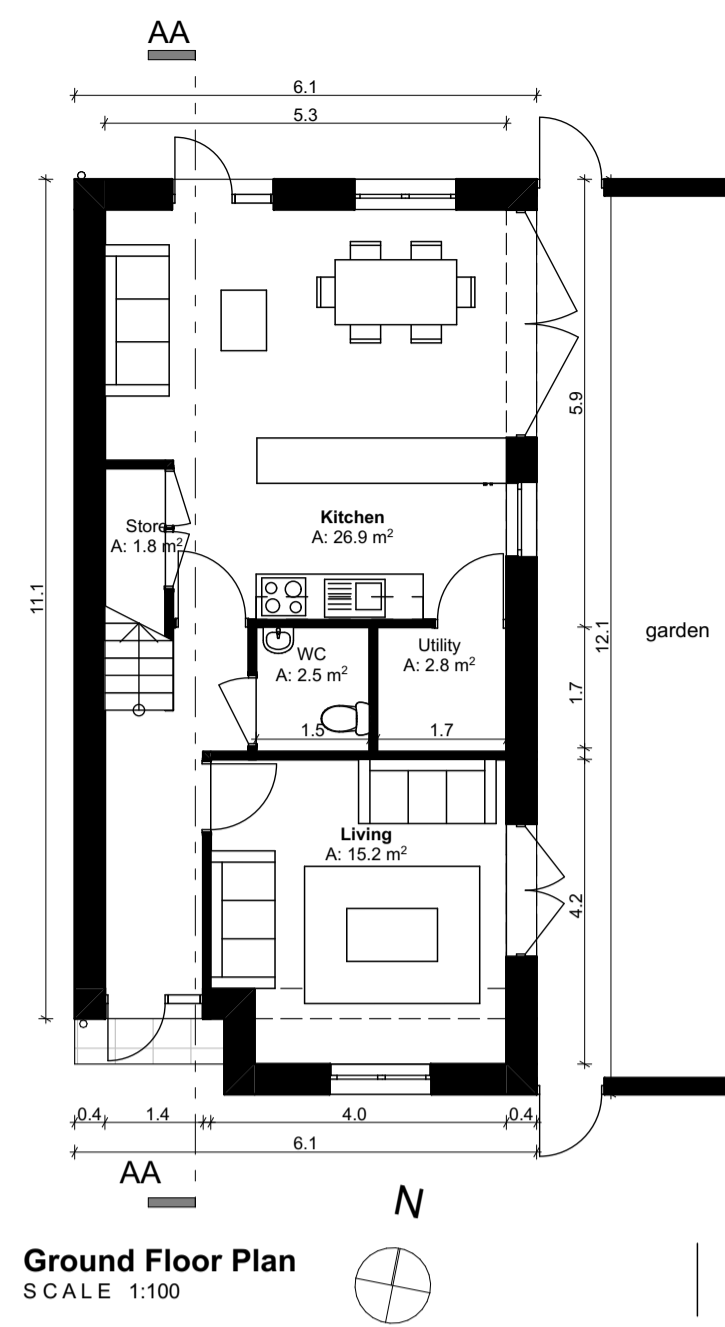 AA
6.1
5.3
5.9
Kitchen
A: 26.9 m²
Store
A: 1.8 m²
11.1
12.1
garden
WC
A: 2.5 m²
Utility
A: 2.8 m²
1.7
1.5
1.7
Living
A: 15.2 m²
4.2
0.4
1.4
4.0
0.4
6.1
AA
N
Ground Floor Plan
SCALE 1:100